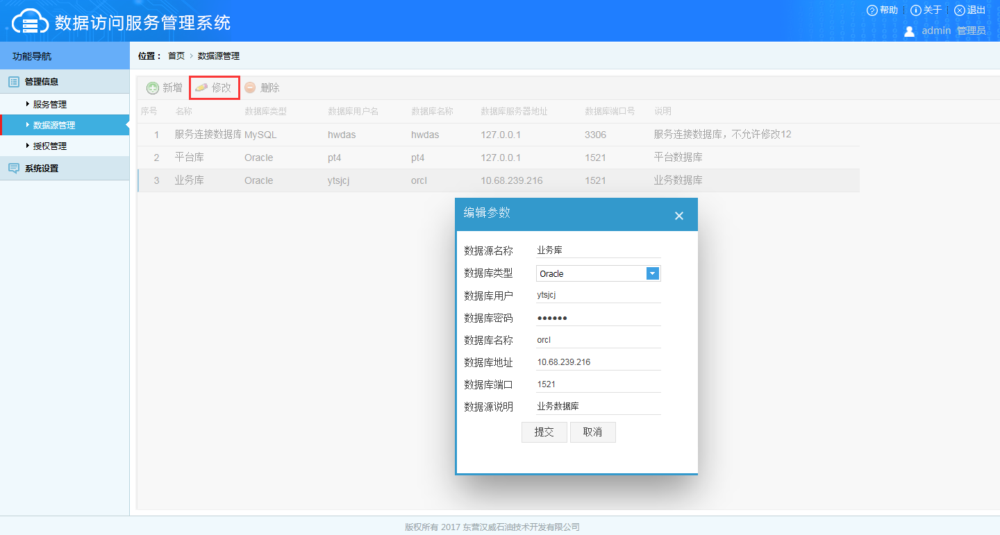 数据访问服务管理系统
帮助 关于 退出
admin 管理员
功能导航
位置： 首页 > 数据源管理
管理信息
服务管理
数据源管理
授权管理
系统设置
新增 修改 删除
序号 名称 数据库类型 数据库用户名 数据库名称 数据库服务器地址 数据库端口号 说明
1 服务连接数据库 MySQL hwdas hwdas 127.0.0.1 3306 服务连接数据库，不允许修改12
2 平台库 Oracle pt4 pt4 127.0.0.1 1521 平台数据库
3 业务库 Oracle ytsjcj orcl 10.68.239.216 1521 业务数据库
编辑参数
数据源名称 业务库
数据库类型 Oracle
数据库用户 ytsjcj
数据库密码 ●●●●●●
数据库名称 orcl
数据库地址 10.68.239.216
数据库端口 1521
数据源说明 业务数据库
提交 取消
版权所有 2017 东营汉威石油技术开发有限公司